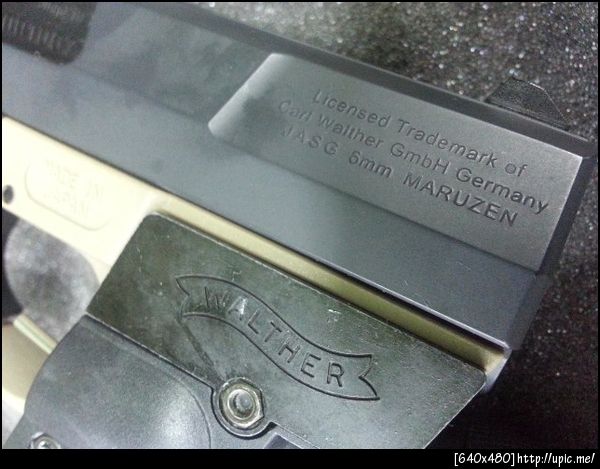 Licensed Trademark of
Carl Walther GmbH Germany
JASG 6mm MARUZEN
MADE IN
JAPAN
WALTHER
[640x480]http://upic.me/